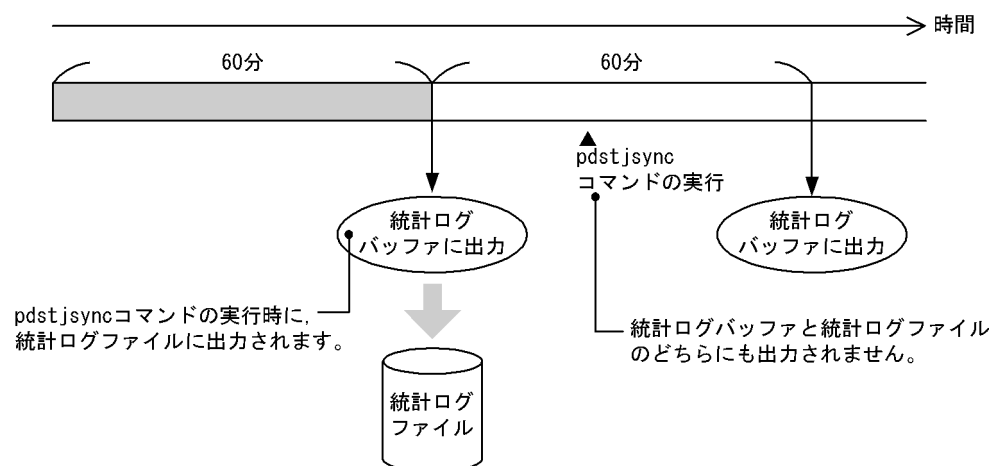 時間
60分
60分
pdstjsync
コマンドの実行
統計ログ
バッファに出力
統計ログ
バッファに出力
pdstjsyncコマンドの実行時に,
統計ログファイルに出力されます。
統計ログバッファと統計ログファイル
のどちらにも出力されません。
統計ログ
ファイル